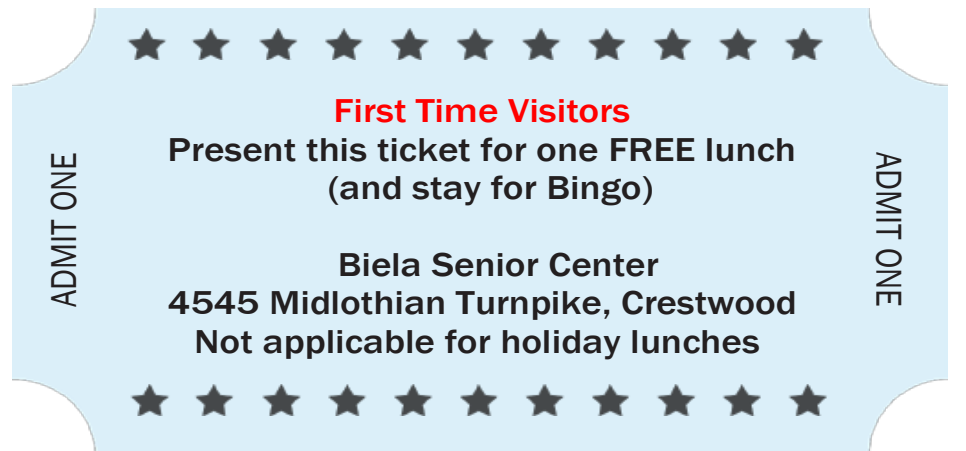 First Time Visitors
Present this ticket for one FREE lunch
(and stay for Bingo)
Biela Senior Center
4545 Midlothian Turnpike, Crestwood
Not applicable for holiday lunches
ADMIT ONE
ADMIT ONE